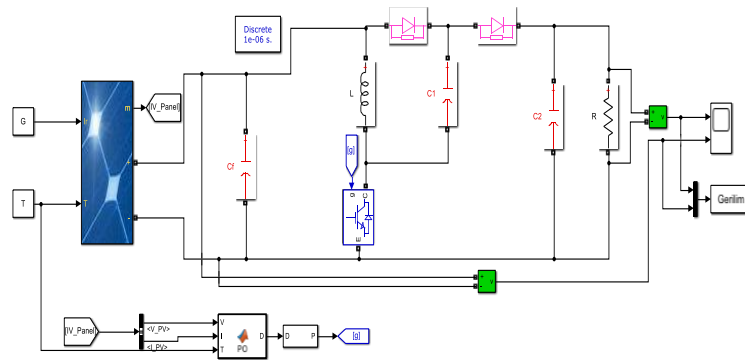 Discrete
1e-06 s.
G
T
Ir
T
m
+
-
[IV_Panel]
Cf
L
C1
[g]
g
C
E
C2
R
+
-
v
+
-
v
Gerilim
[IV_Panel]
<V_PV>
<I_PV>
V
I
T
D
PO
D
P
[g]